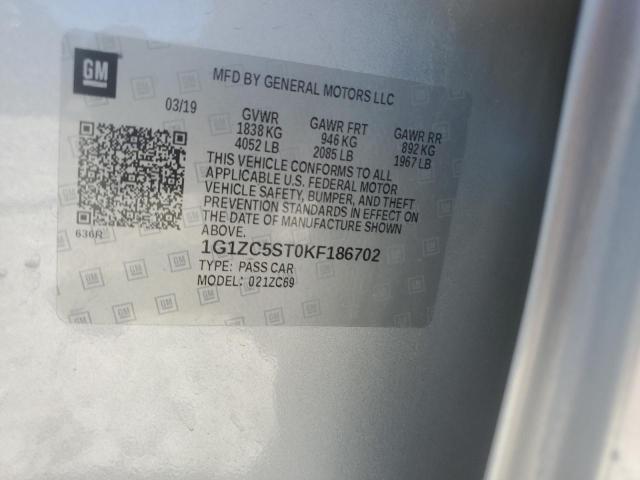 GM
MFD BY GENERAL MOTORS LLC
03/19
GVWR GAWR FRT GAWR RR
1838 KG 946 KG 892 KG
4052 LB 2085 LB 1967 LB
THIS VEHICLE CONFORMS TO ALL
APPLICABLE U.S. FEDERAL MOTOR
VEHICLE SAFETY, BUMPER, AND THEFT
PREVENTION STANDARDS IN EFFECT ON
THE DATE OF MANUFACTURE SHOWN
ABOVE.
636R
1G1ZC5ST0KF186702
TYPE: PASS CAR
MODEL: 021ZC69